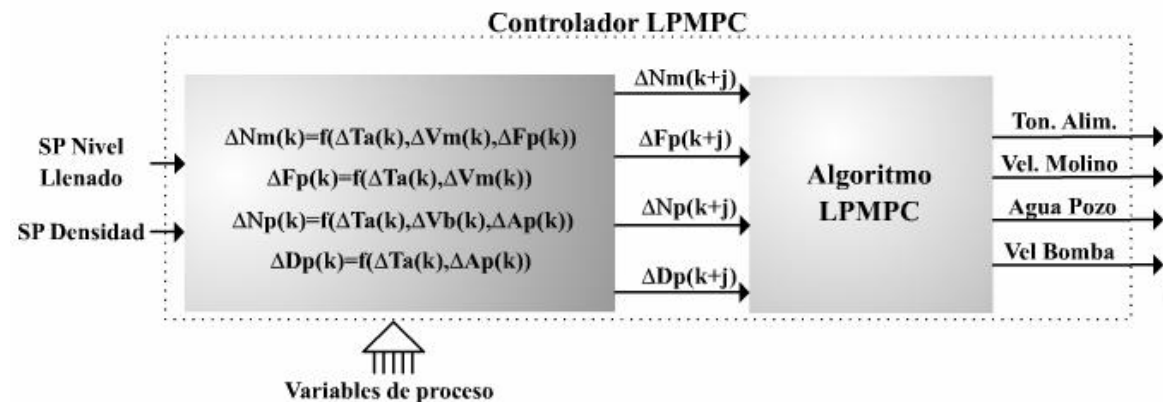 Controlador LPMPC
SP Nivel
Llenado
SP Densidad
ΔNm(k)=f(ΔTa(k),ΔVm(k),ΔFp(k))
ΔFp(k)=f(ΔTa(k),ΔVm(k))
ΔNp(k)=f(ΔTa(k),ΔVb(k),ΔAp(k))
ΔDp(k)=f(ΔTa(k),ΔAp(k))
ΔNm(k+j)
ΔFp(k+j)
ΔNp(k+j)
ΔDp(k+j)
Algoritmo
LPMPC
Ton. Alim.
Vel. Molino
Agua Pozo
Vel Bomba
Variables de proceso